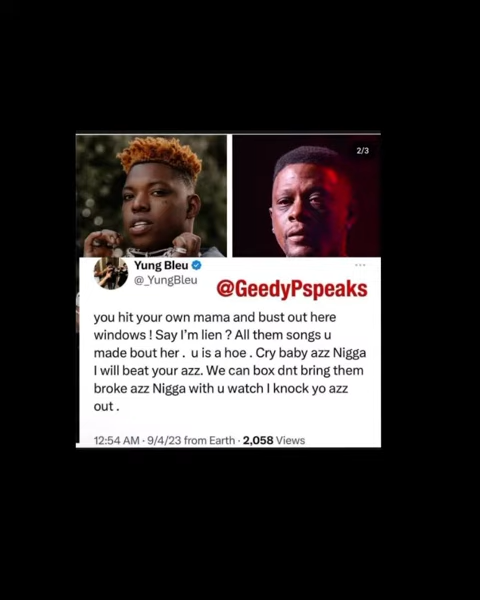 2/3
Yung Bleu
@_YungBleu
@GeedyPspeaks
you hit your own mama and bust out here
windows ! Say I'm lien ? All them songs u
made bout her . u is a hoe . Cry baby azz Nigga
I will beat your azz. We can box dnt bring them
broke azz Nigga with u watch I knock yo azz
out .
12:54 AM · 9/4/23 from Earth · 2,058 Views